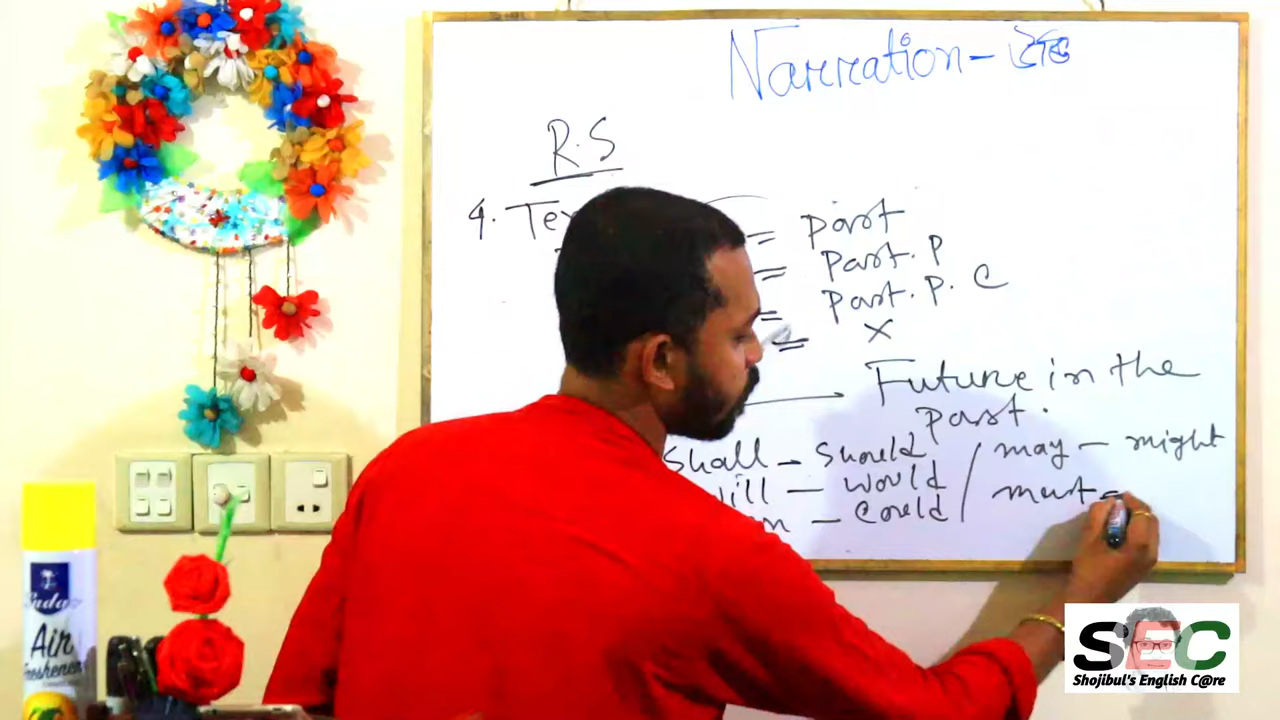 Narration - উক্তি
R.S
4. Te
= past
= past. P
= past. P. C
= X
Future in the
past.
Shall - Should / may - might
will - would / must
- Could
Air
Freshener
SEC
Shojibul's English C@re